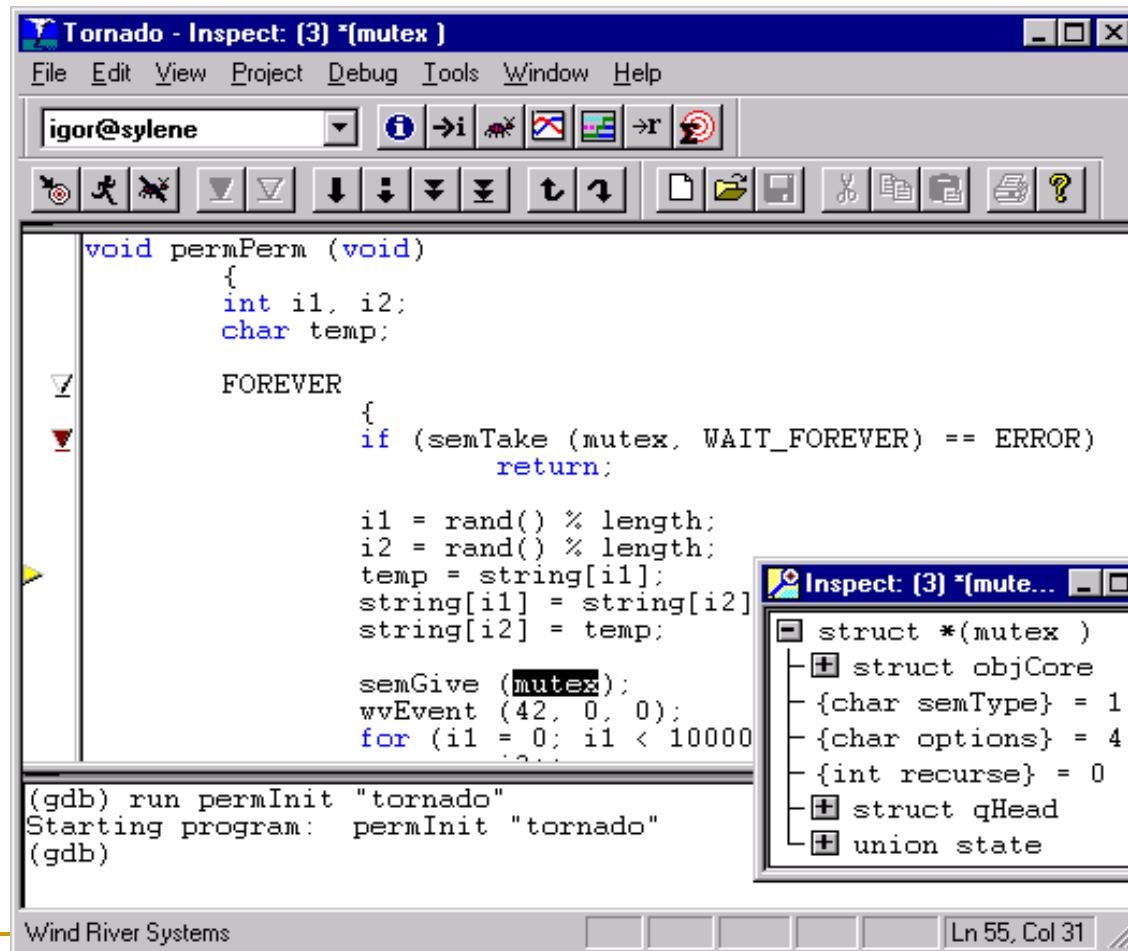 Tornado - Inspect: (3) *(mutex )
File Edit View Project Debug Tools Window Help
igor@sylene
void permPerm (void)
{
int i1, i2;
char temp;
FOREVER
{
if (semTake (mutex, WAIT_FOREVER) == ERROR)
return;
i1 = rand() % length;
i2 = rand() % length;
temp = string[i1];
string[i1] = string[i2]
string[i2] = temp;
semGive (mutex);
wvEvent (42, 0, 0);
for (i1 = 0; i1 < 10000
Inspect: (3) *(mute...
struct *(mutex )
struct objCore
{char semType} = 1
{char options} = 4
{int recurse} = 0
struct qHead
union state
(gdb) run permInit "tornado"
Starting program:  permInit "tornado"
(gdb)
Wind River Systems
Ln 55, Col 31